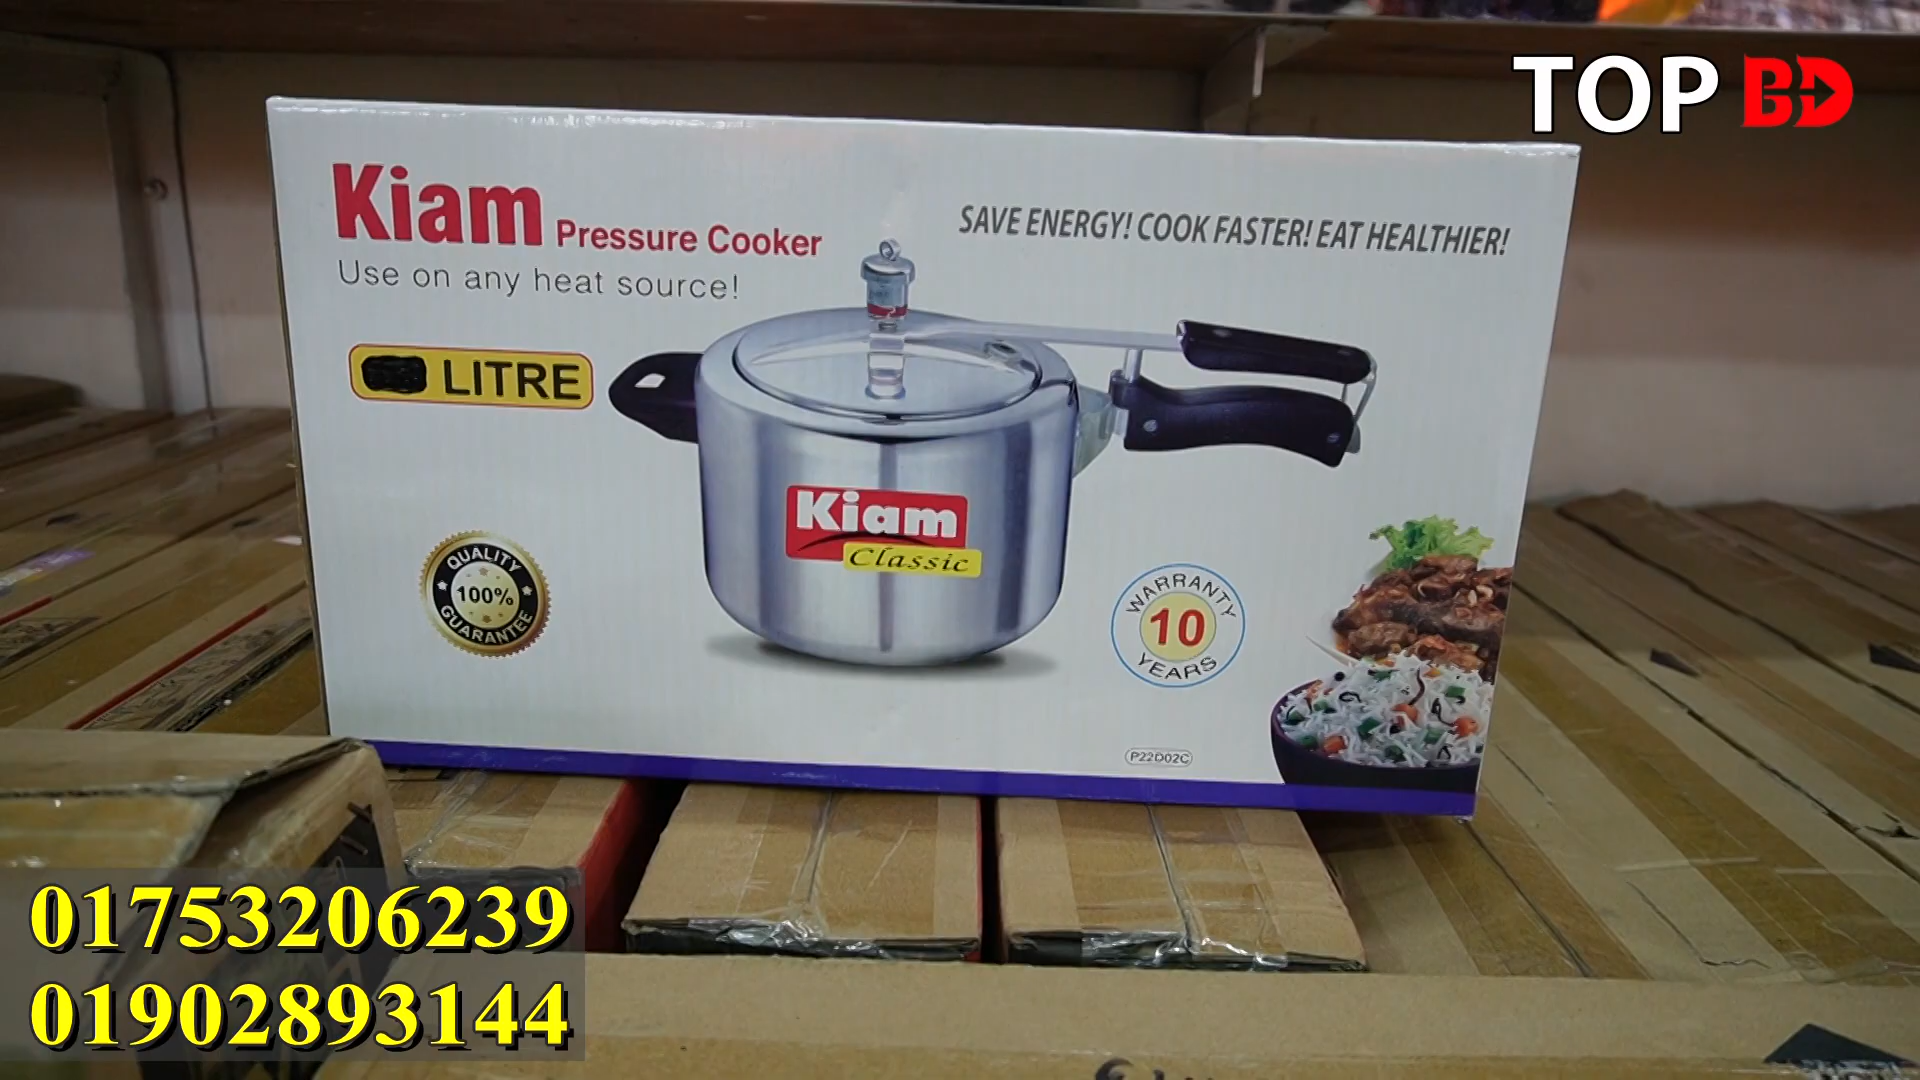 TOP BD
Kiam Pressure Cooker
SAVE ENERGY! COOK FASTER! EAT HEALTHIER!
Use on any heat source!
LITRE
Kiam
Classic
QUALITY
100%
GUARANTEE
WARRANTY
10
YEARS
P22D02C
01753206239
01902893144